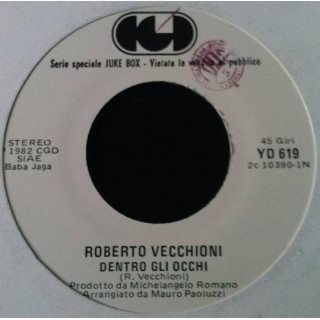 CGD
Serie speciale JUKE BOX - Vietata la vendita al pubblico
STEREO
1982 CGD
SIAE
Baba Jaga
45 Giri
YD 619
2c 10390-1N
ROBERTO VECCHIONI
DENTRO GLI OCCHI
(R. Vecchioni)
Prodotto da Michelangelo Romano
Arrangiato da Mauro Paoluzzi